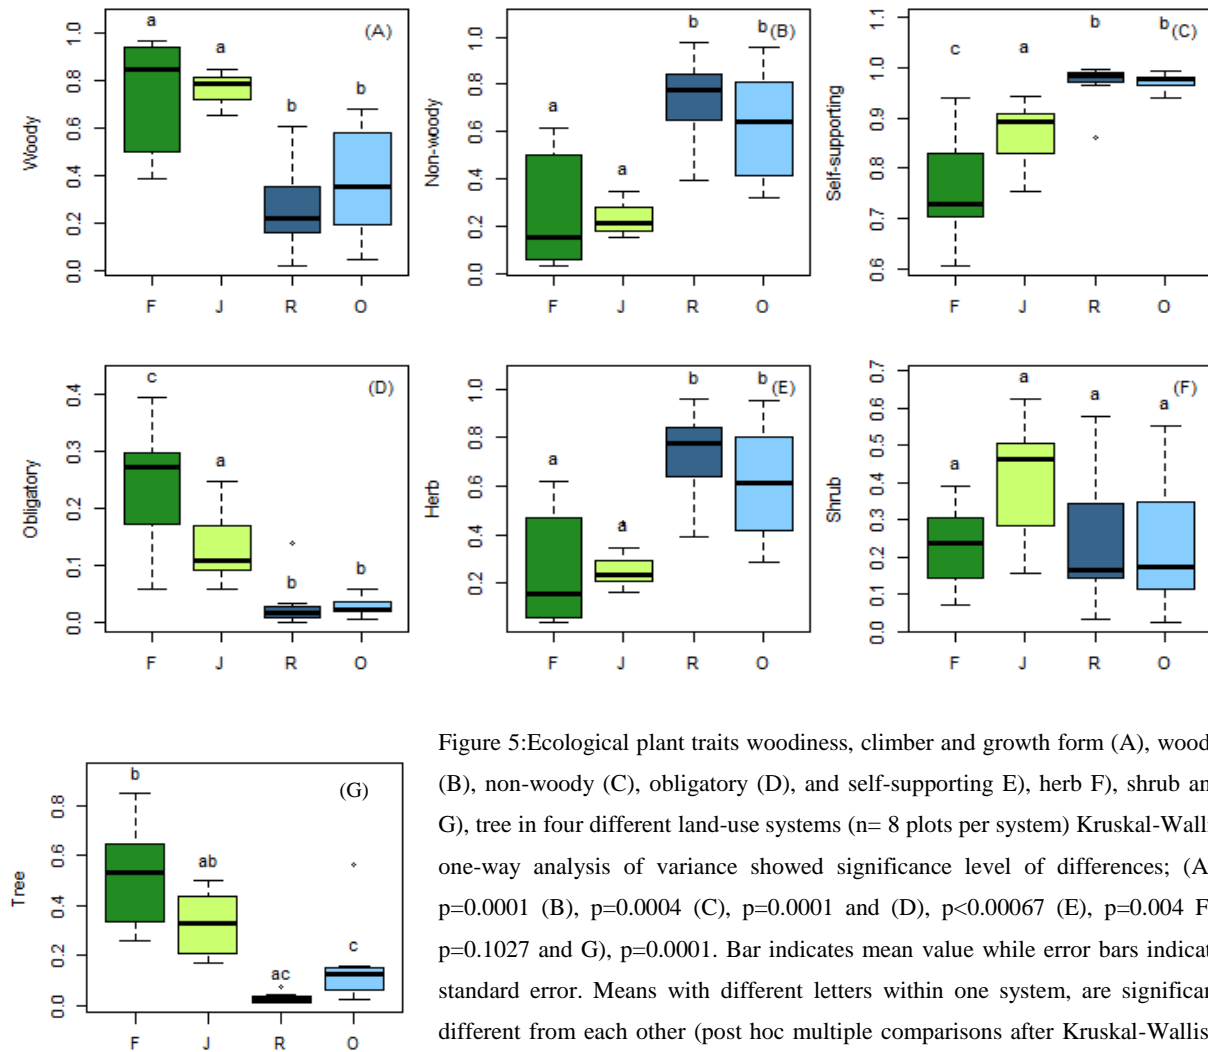 a
a
b
b
(A)
Woody
1.0
0.8
0.6
0.4
0.2
0.0
F J R O
a
a
b
b
(B)
Non-woody
1.0
0.8
0.6
0.4
0.2
0.0
F J R O
c
a
b
b
(C)
Self-supporting
1.1
1.0
0.9
0.8
0.7
0.6
F J R O
c
a
b
b
(D)
Obligatory
0.4
0.3
0.2
0.1
0.0
F J R O
a
a
b
b
(E)
Herb
1.0
0.8
0.6
0.4
0.2
F J R O
a
a
a
a
(F)
Shrub
0.7
0.6
0.5
0.4
0.3
0.2
0.1
0.0
F J R O
b
ab
ac
c
(G)
Tree
0.8
0.6
0.4
0.2
0.0
F J R O
Figure 5:Ecological plant traits woodiness, climber and growth form (A), wood
(B), non-woody (C), obligatory (D), and self-supporting E), herb F), shrub an
G), tree in four different land-use systems (n= 8 plots per system) Kruskal-Wall
one-way analysis of variance showed significance level of differences; (A
p=0.0001 (B), p=0.0004 (C), p=0.0001 and (D), p<0.00067 (E), p=0.004 F
p=0.1027 and G), p=0.0001. Bar indicates mean value while error bars indicat
standard error. Means with different letters within one system, are significan
different from each other (post hoc multiple comparisons after Kruskal-Wallis